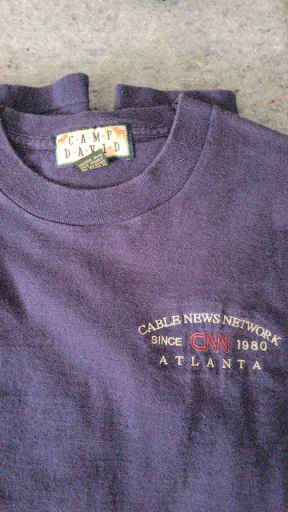 CAMP
DAVID
CABLE NEWS NETWORK
SINCE CNN 1980
ATLANTA